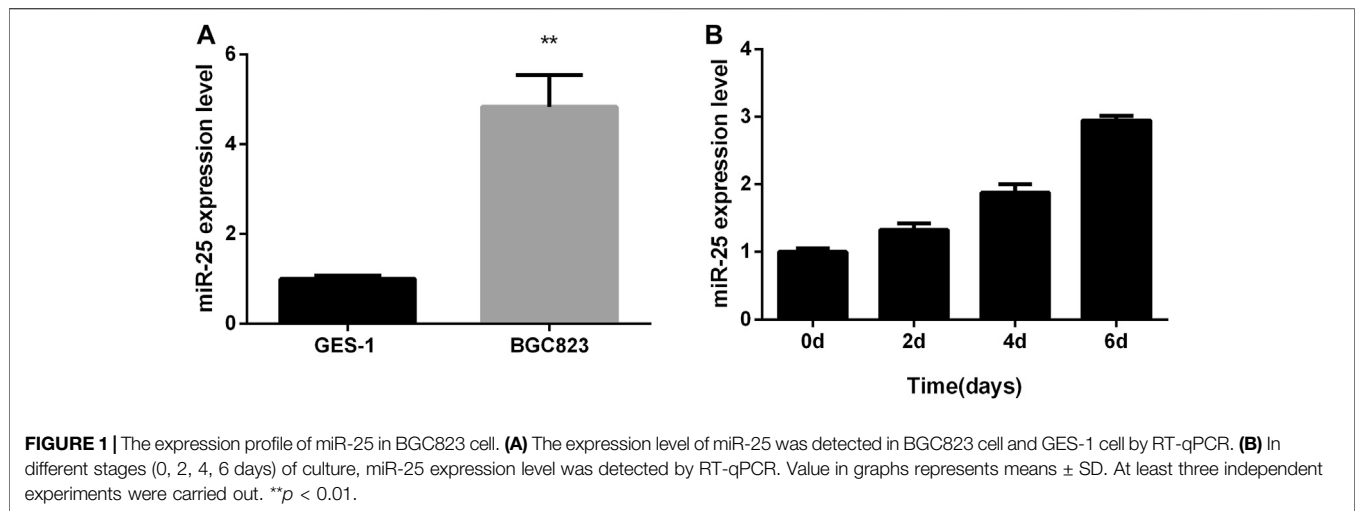 A
miR-25 expression level
6
4
2
0
**
GES-1
BGC823
B
miR-25 expression level
4
3
2
1
0
0d
2d
4d
6d
Time(days)
FIGURE 1 | The expression profile of miR-25 in BGC823 cell. (A) The expression level of miR-25 was detected in BGC823 cell and GES-1 cell by RT-qPCR. (B) In
different stages (0, 2, 4, 6 days) of culture, miR-25 expression level was detected by RT-qPCR. Value in graphs represents means ± SD. At least three independent
experiments were carried out. **p < 0.01.